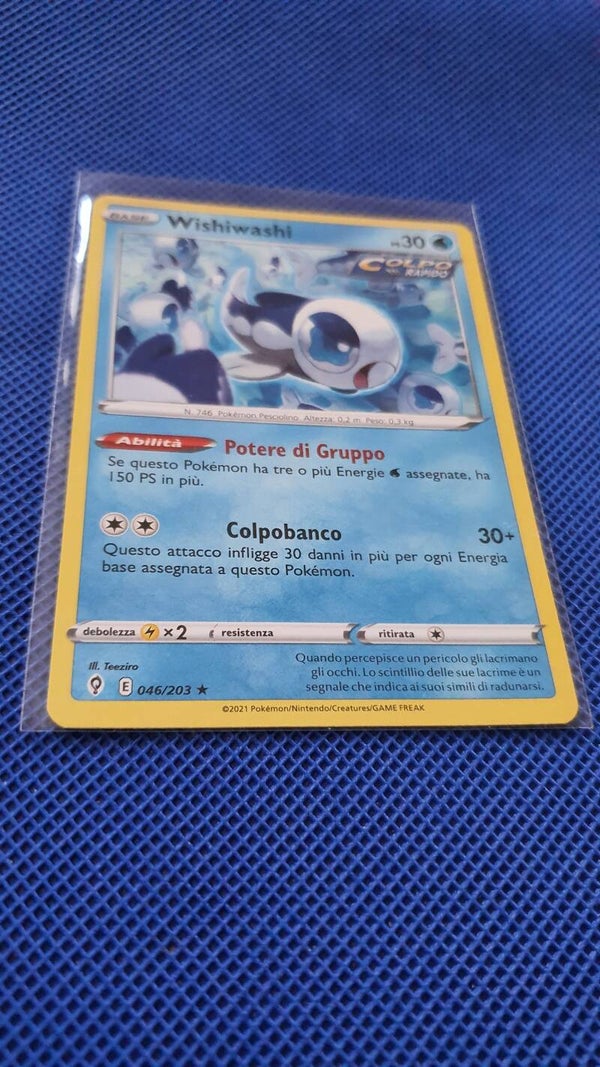 BASE Wishiwashi PS30
COLPO
RAPIDO
N. 746 Pokémon Pesciolino Altezza: 0,2 m Peso: 0,3 kg
Abilità Potere di Gruppo
Se questo Pokémon ha tre o più Energie assegnate, ha
150 PS in più.
Colpobanco 30+
Questo attacco infligge 30 danni in più per ogni Energia
base assegnata a questo Pokémon.
debolezza ×2 resistenza ritirata
Ill. Teeziro
E 046/203 ★
Quando percepisce un pericolo gli lacrimano
gli occhi. Lo scintillio delle sue lacrime è un
segnale che indica ai suoi simili di radunarsi.
©2021 Pokémon/Nintendo/Creatures/GAME FREAK